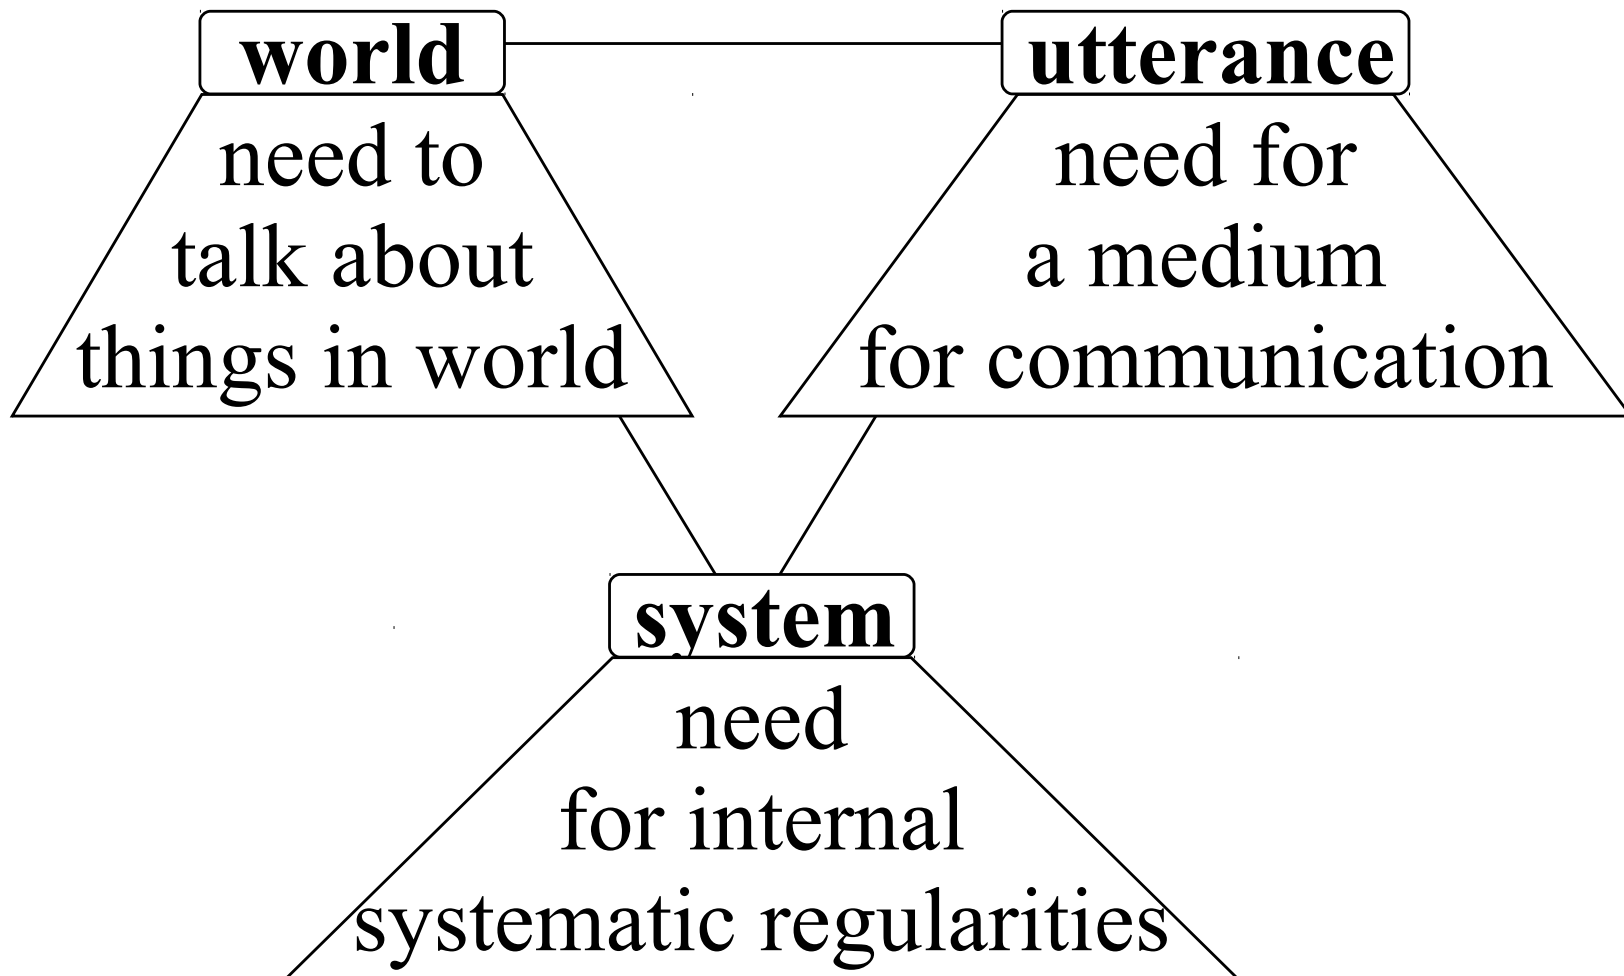 world
need to
talk about
things in world
utterance
need for
a medium
for communication
system
need
for internal
systematic regularities